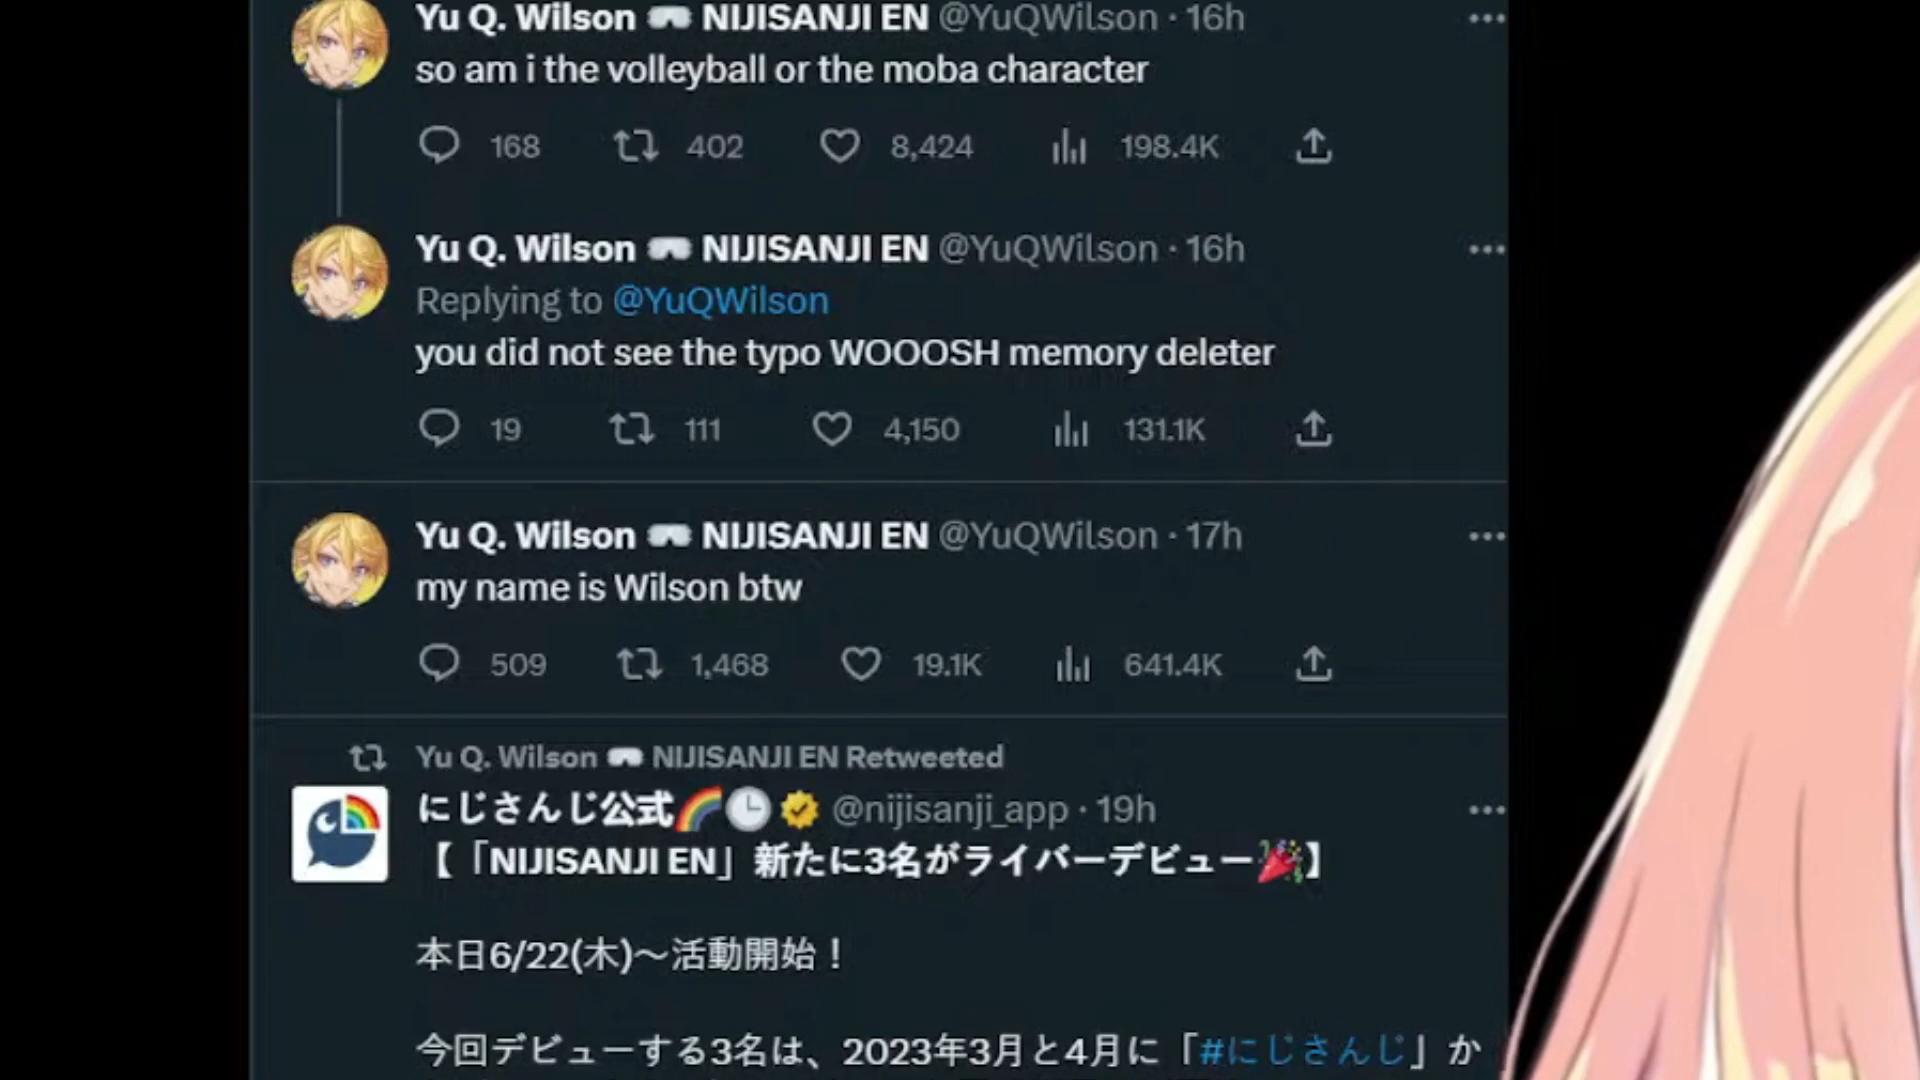 Yu Q. Wilson NIJISANJI EN @YuQWilson · 16h
so am i the volleyball or the moba character
168 402 8,424 198.4K
Yu Q. Wilson NIJISANJI EN @YuQWilson · 16h
Replying to @YuQWilson
you did not see the typo WOOOSH memory deleter
19 111 4,150 131.1K
Yu Q. Wilson NIJISANJI EN @YuQWilson · 17h
my name is Wilson btw
509 1,468 19.1K 641.4K
Yu Q. Wilson NIJISANJI EN Retweeted
にじさんじ公式🌈🕒 @nijisanji_app · 19h
【「NIJISANJI EN」新たに3名がライバーデビュー🎉】
本日6/22(木)～活動開始！
今回デビューする3名は、2023年3月と4月に「#にじさんじ」か